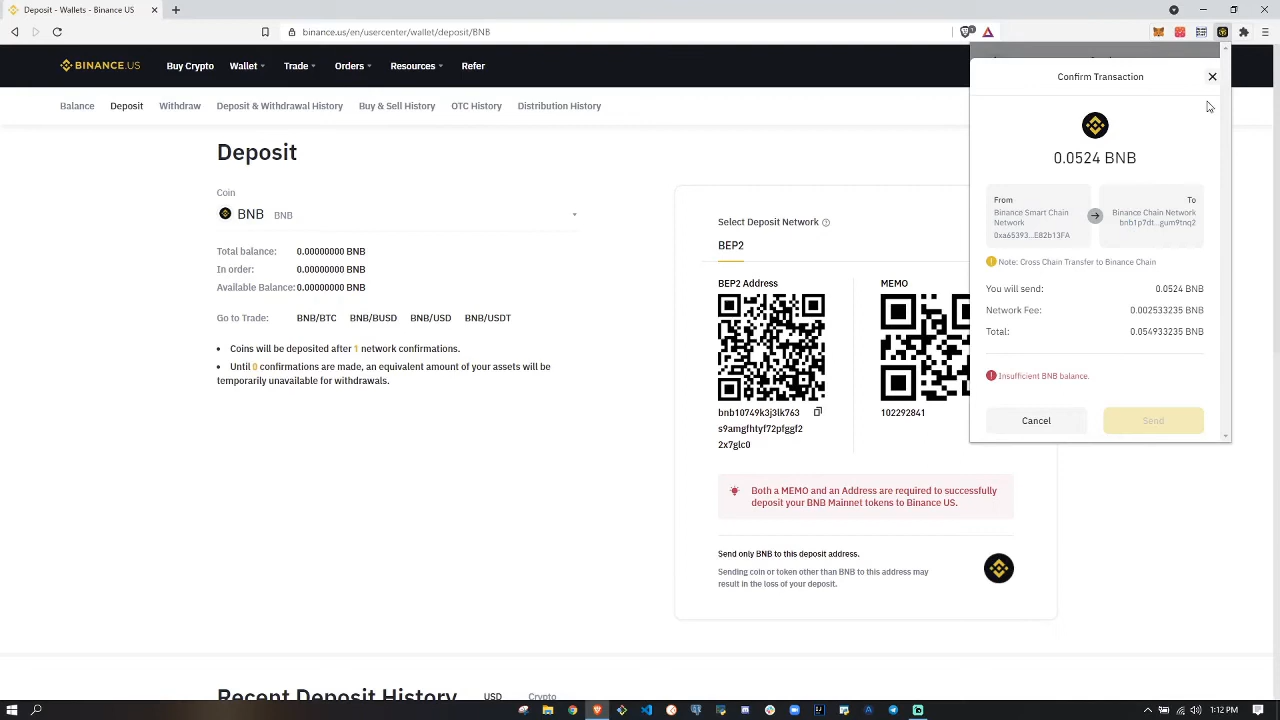 Deposit - Wallets - Binance US
binance.us/en/usercenter/wallet/deposit/BNB
BINANCE.US
Buy Crypto
Wallet
Trade
Orders
Resources
Refer
Balance
Deposit
Withdraw
Deposit & Withdrawal History
Buy & Sell History
OTC History
Distribution History
Deposit
Coin
BNB BNB
Total balance: 0.00000000 BNB
In order: 0.00000000 BNB
Available Balance: 0.00000000 BNB
Go to Trade: BNB/BTC BNB/BUSD BNB/USD BNB/USDT
• Coins will be deposited after 1 network confirmations.
• Until 0 confirmations are made, an equivalent amount of your assets will be
temporarily unavailable for withdrawals.
Select Deposit Network
BEP2
BEP2 Address
bnb10749k3j3lk763
s9amgfhtyf72pfggf2
2x7glc0
MEMO
102292841
Both a MEMO and an Address are required to successfully
deposit your BNB Mainnet tokens to Binance US.
Send only BNB to this deposit address.
Sending coin or token other than BNB to this address may
result in the loss of your deposit.
Confirm Transaction
0.0524 BNB
From
Binance Smart Chain
Network
0xa65393...E82b13FA
To
Binance Chain Network
bnb1p7dt...gum9tnq2
Note: Cross Chain Transfer to Binance Chain
You will send: 0.0524 BNB
Network Fee: 0.002533235 BNB
Total: 0.054933235 BNB
Insufficient BNB balance.
Cancel
Send
Recent Deposit History
USD
Crypto
1:12 PM